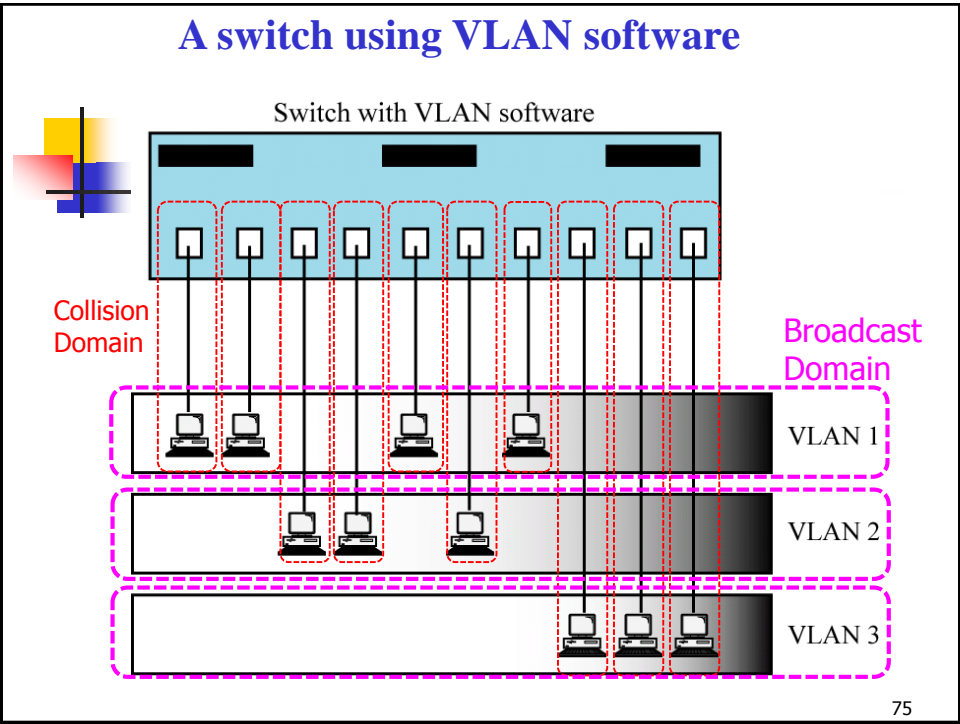 A switch using VLAN software
Switch with VLAN software
Collision
Domain
Broadcast
Domain
VLAN 1
VLAN 2
VLAN 3
75